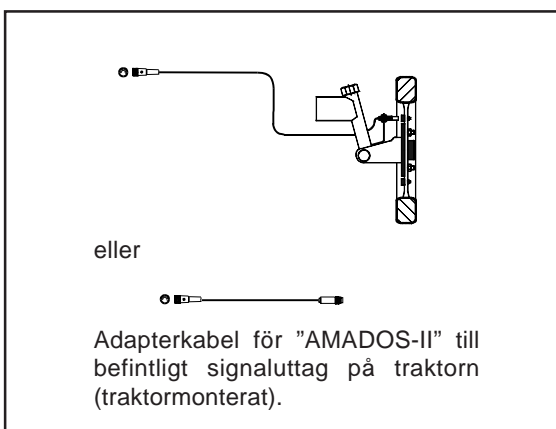 eller
Adapterkabel för ”AMADOS-II” till
befintligt signaluttag på traktorn
(traktormonterat).